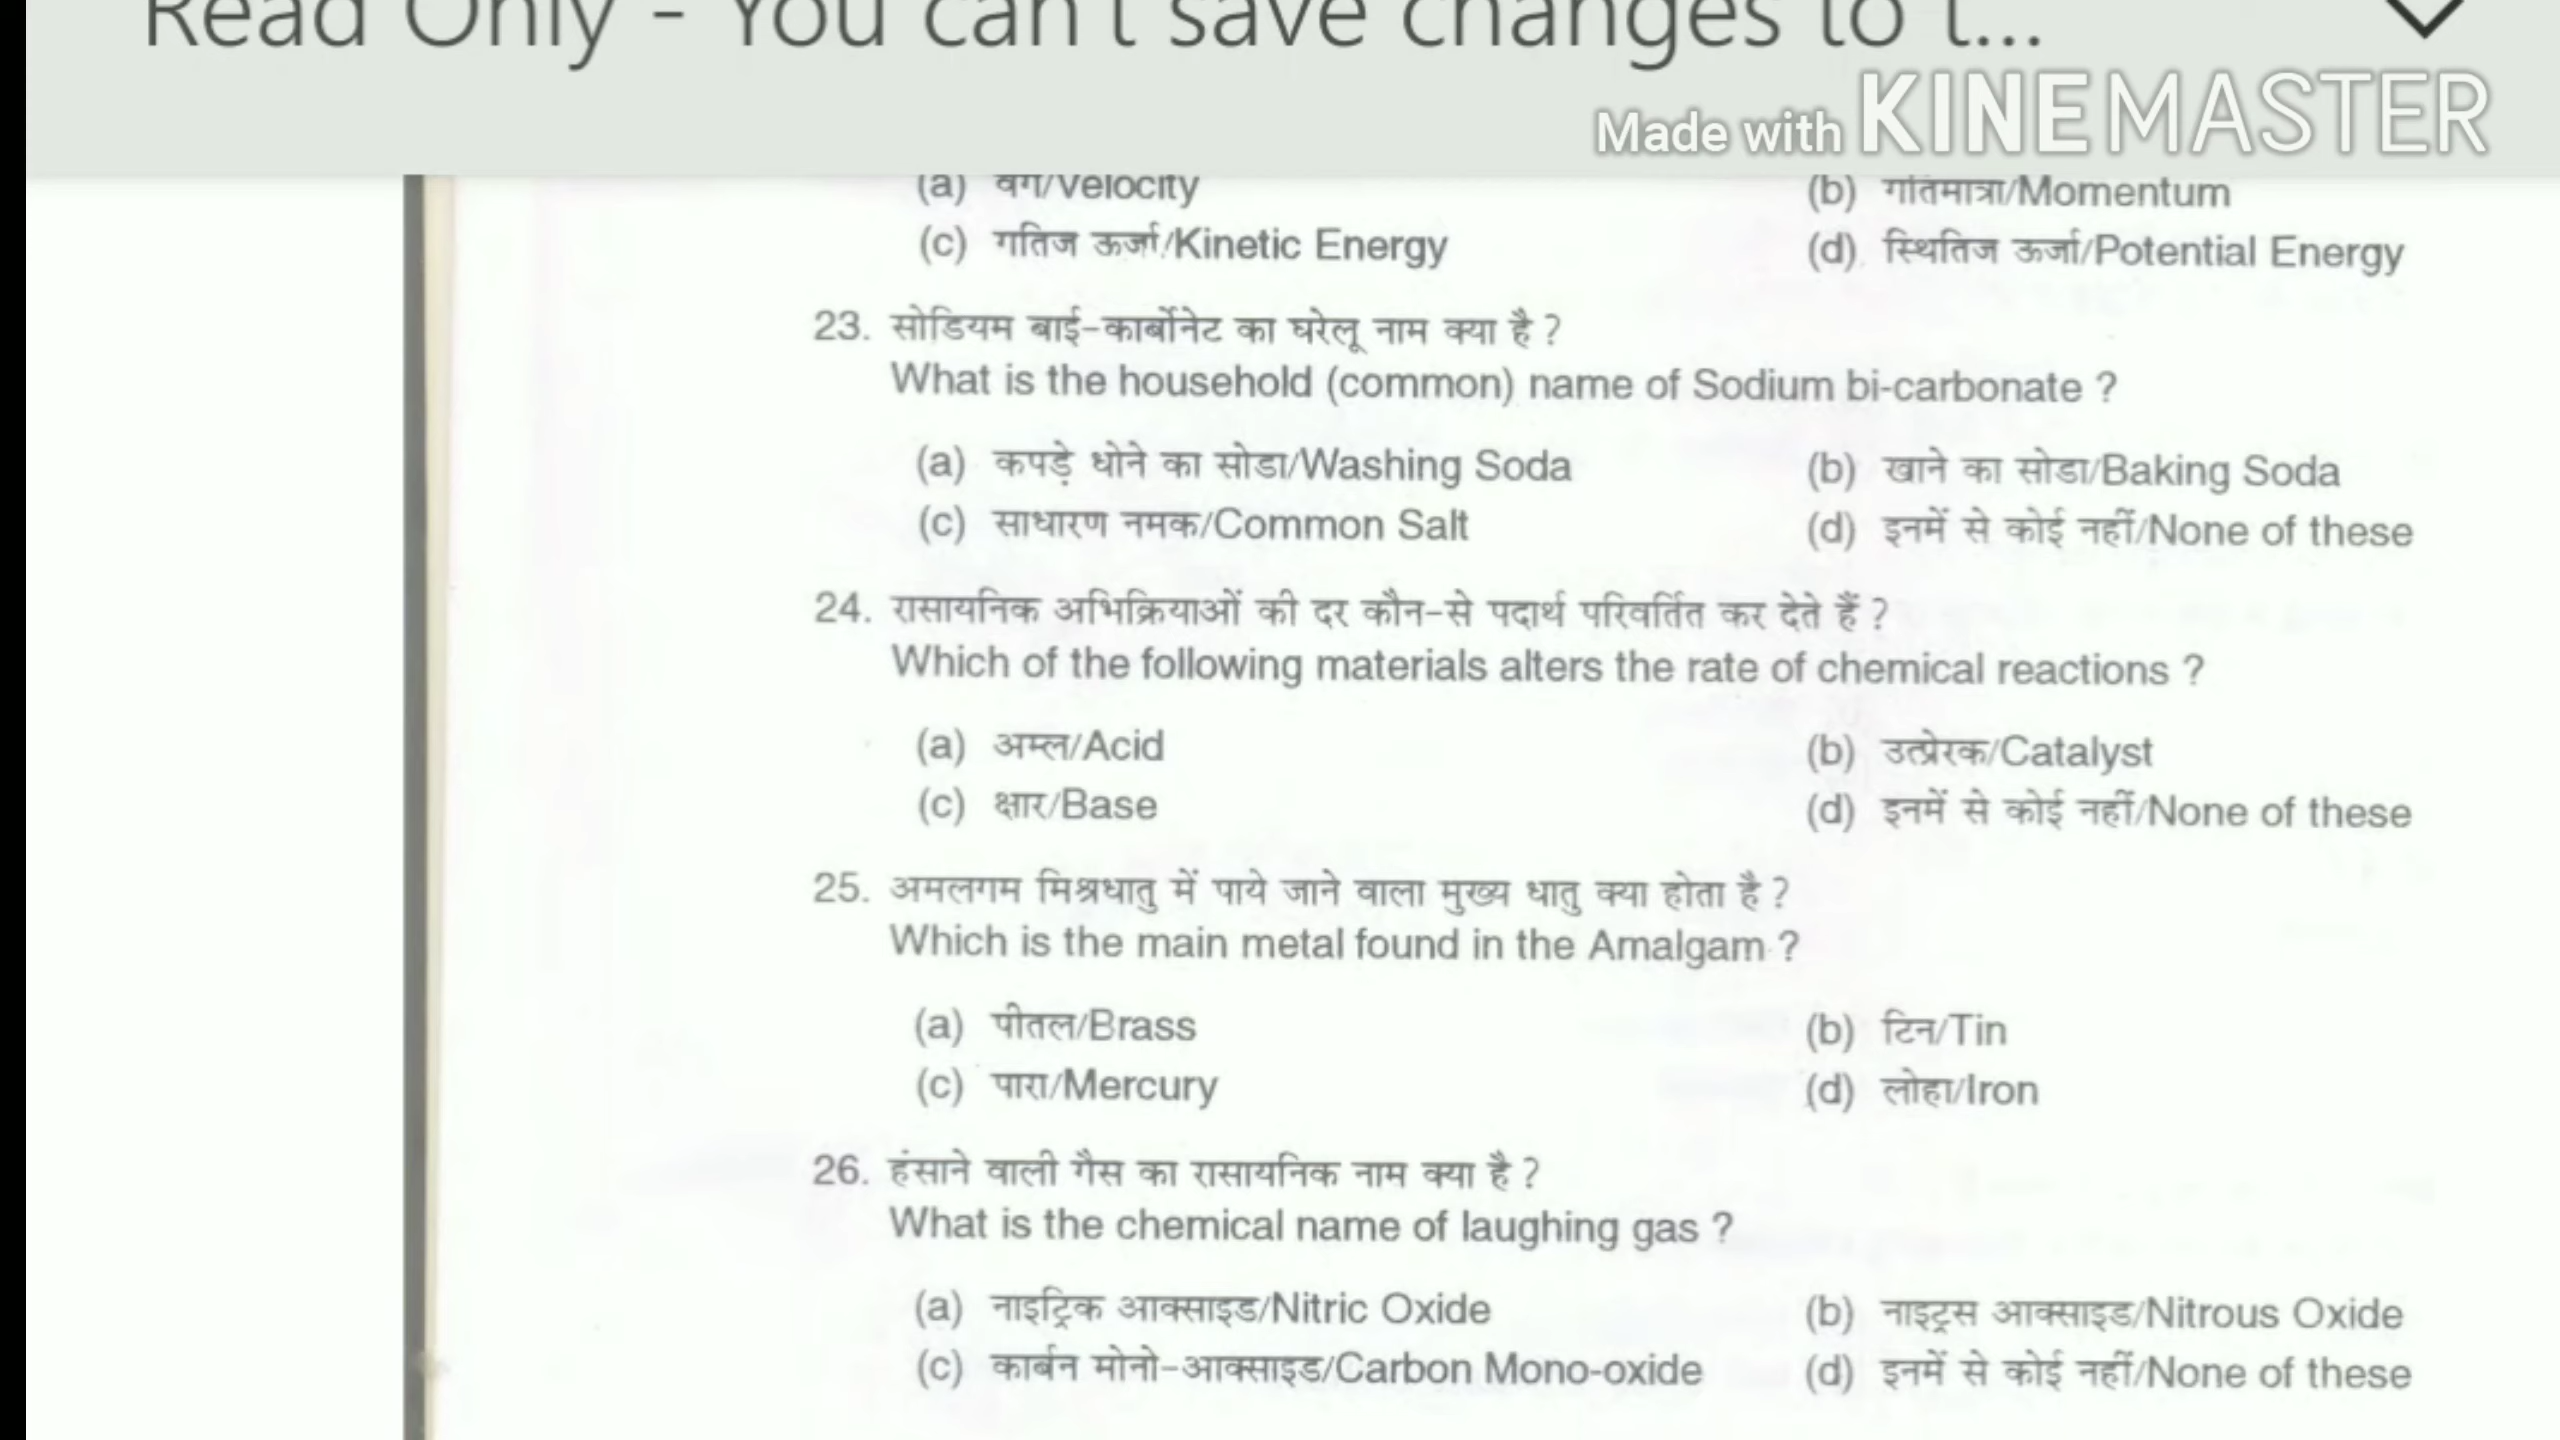 Read Only - You can't save changes to t...
Made with KINEMASTER
(a) वेग/Velocity (b) गतिमात्रा/Momentum
(c) गतिज ऊर्जा/Kinetic Energy (d) स्थितिज ऊर्जा/Potential Energy
23. सोडियम बाई-कार्बोनेट का घरेलू नाम क्या है ?
What is the household (common) name of Sodium bi-carbonate ?
(a) कपड़े धोने का सोडा/Washing Soda (b) खाने का सोडा/Baking Soda
(c) साधारण नमक/Common Salt (d) इनमें से कोई नहीं/None of these
24. रासायनिक अभिक्रियाओं की दर कौन-से पदार्थ परिवर्तित कर देते हैं ?
Which of the following materials alters the rate of chemical reactions ?
(a) अम्ल/Acid (b) उत्प्रेरक/Catalyst
(c) क्षार/Base (d) इनमें से कोई नहीं/None of these
25. अमलगम मिश्रधातु में पाये जाने वाला मुख्य धातु क्या होता है ?
Which is the main metal found in the Amalgam ?
(a) पीतल/Brass (b) टिन/Tin
(c) पारा/Mercury (d) लोहा/Iron
26. हंसाने वाली गैस का रासायनिक नाम क्या है ?
What is the chemical name of laughing gas ?
(a) नाइट्रिक आक्साइड/Nitric Oxide (b) नाइट्रस आक्साइड/Nitrous Oxide
(c) कार्बन मोनो-आक्साइड/Carbon Mono-oxide (d) इनमें से कोई नहीं/None of these